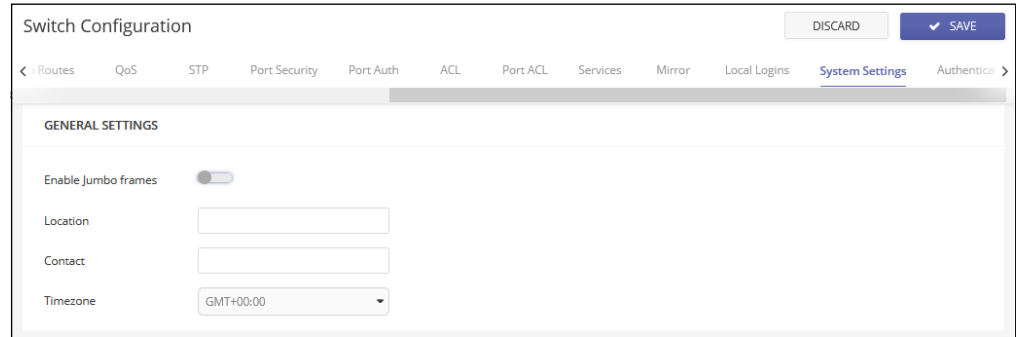 Switch Configuration DISCARD SAVE
Routes QoS STP Port Security Port Auth ACL Port ACL Services Mirror Local Logins System Settings
GENERAL SETTINGS
Enable Jumbo frames
Location
Contact
Timezone GMT+00:00